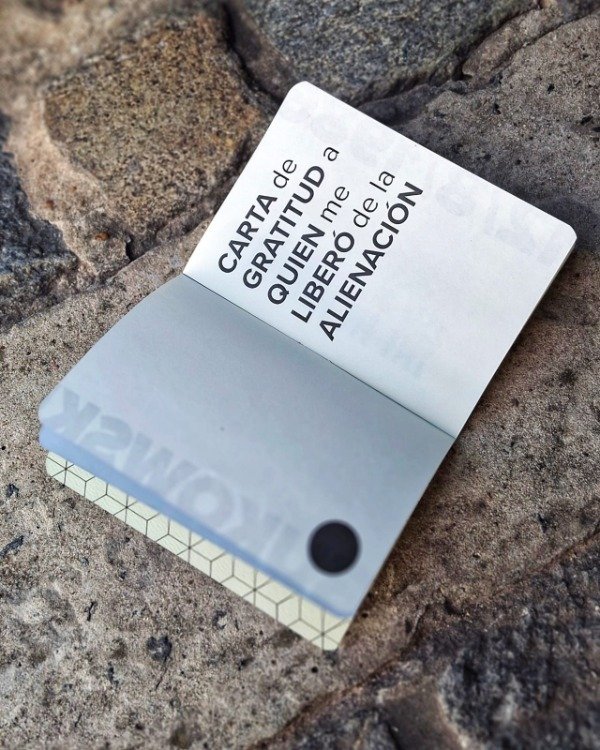 CARTA de
GRATITUD a
QUIEN me
LIBERÓ de la
ALIENACIÓN